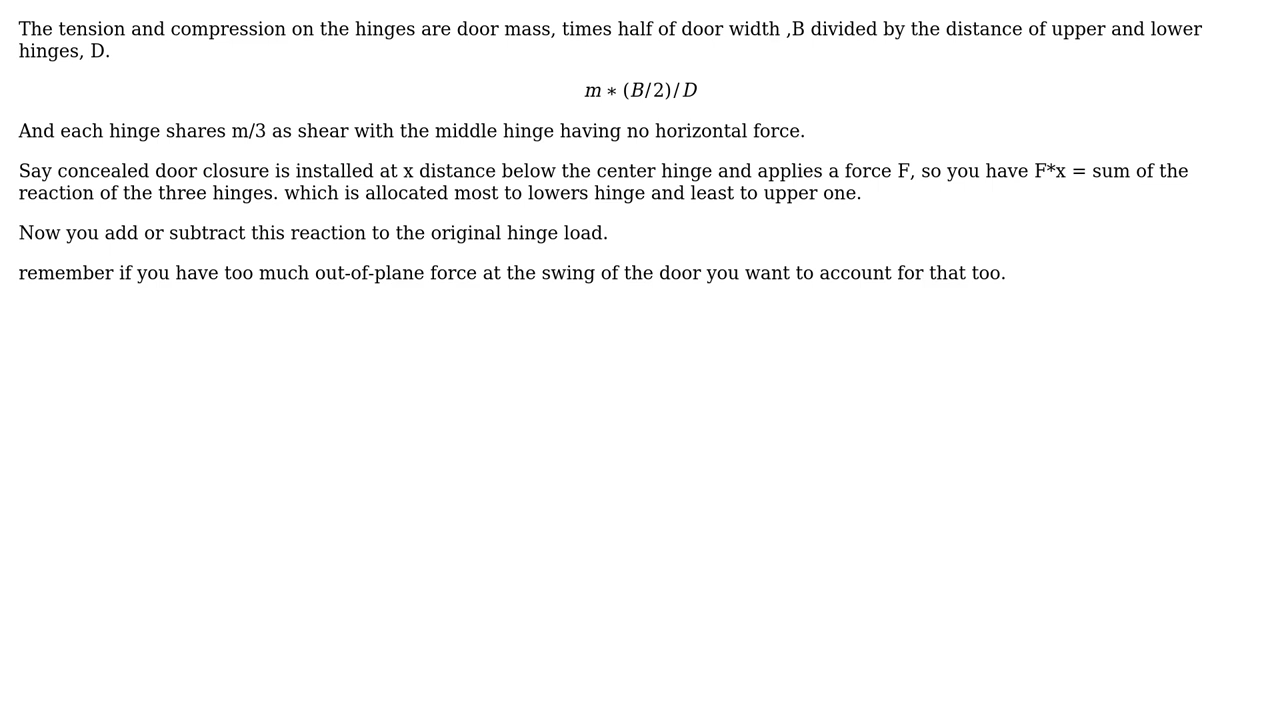 The tension and compression on the hinges are door mass, times half of door width ,B divided by the distance of upper and lower
hinges, D.
m ∗ (B/2)/D
And each hinge shares m/3 as shear with the middle hinge having no horizontal force.
Say concealed door closure is installed at x distance below the center hinge and applies a force F, so you have F*x = sum of the
reaction of the three hinges. which is allocated most to lowers hinge and least to upper one.
Now you add or subtract this reaction to the original hinge load.
remember if you have too much out-of-plane force at the swing of the door you want to account for that too.